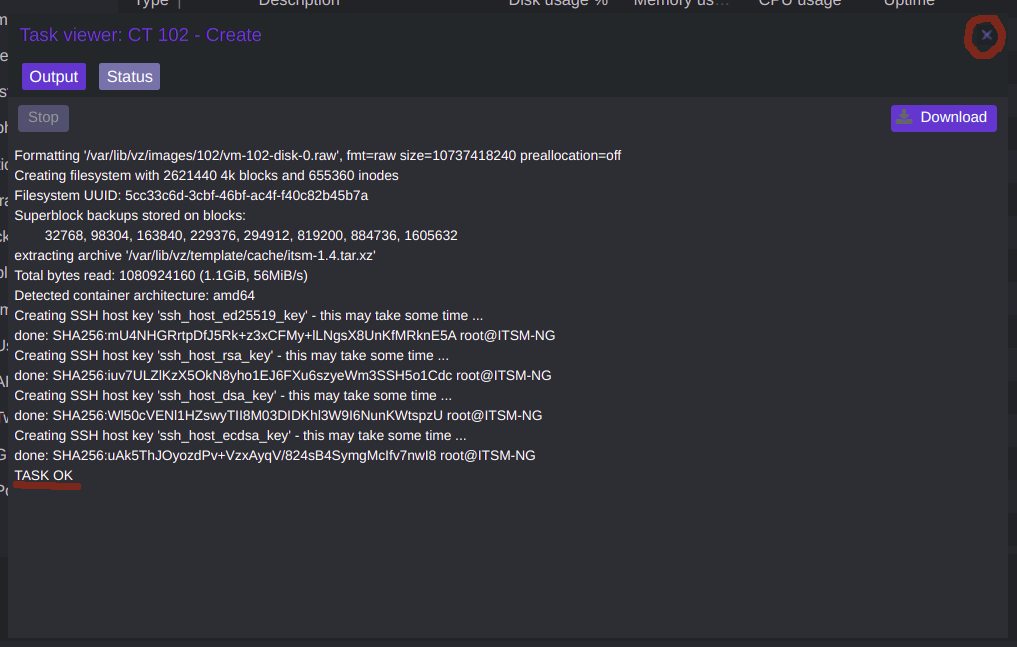 Type Description Disk usage % Memory us... CPU usage Uptime
Task viewer: CT 102 - Create
Output Status
Stop Download
Formatting '/var/lib/vz/images/102/vm-102-disk-0.raw', fmt=raw size=10737418240 preallocation=off
Creating filesystem with 2621440 4k blocks and 655360 inodes
Filesystem UUID: 5cc33c6d-3cbf-46bf-ac4f-f40c82b45b7a
Superblock backups stored on blocks:
32768, 98304, 163840, 229376, 294912, 819200, 884736, 1605632
extracting archive '/var/lib/vz/template/cache/itsm-1.4.tar.xz'
Total bytes read: 1080924160 (1.1GiB, 56MiB/s)
Detected container architecture: amd64
Creating SSH host key 'ssh_host_ed25519_key' - this may take some time ...
done: SHA256:mU4NHGRrtpDfJ5Rk+z3xCFMy+lLNgsX8UnKfMRknE5A root@ITSM-NG
Creating SSH host key 'ssh_host_rsa_key' - this may take some time ...
done: SHA256:iuv7ULZlKzX5OkN8yho1EJ6FXu6szyeWm3SSH5o1Cdc root@ITSM-NG
Creating SSH host key 'ssh_host_dsa_key' - this may take some time ...
done: SHA256:Wl50cVENl1HZswyTII8M03DIDKhl3W9I6NunKWtspzU root@ITSM-NG
Creating SSH host key 'ssh_host_ecdsa_key' - this may take some time ...
done: SHA256:uAk5ThJOyozdPv+VzxAyqV/824sB4SymgMcIfv7nwI8 root@ITSM-NG
TASK OK